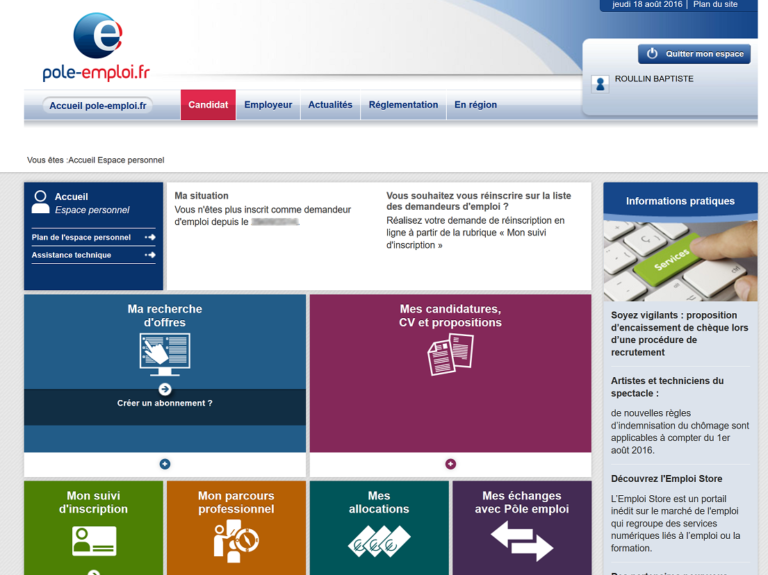 jeudi 18 août 2016 | Plan du site
e
pole-emploi.fr
Quitter mon espace
ROULLIN BAPTISTE
Accueil pole-emploi.fr
Candidat
Employeur
Actualités
Réglementation
En région
Vous êtes :Accueil Espace personnel
Accueil
Espace personnel
Plan de l'espace personnel
Assistance technique
Ma situation
Vous n'êtes plus inscrit comme demandeur
d'emploi depuis le
Vous souhaitez vous réinscrire sur la liste
des demandeurs d'emploi ?
Réalisez votre demande de réinscription en
ligne à partir de la rubrique « Mon suivi
d'inscription »
Informations pratiques
Services
Soyez vigilants : proposition
d'encaissement de chèque lors
d'une procédure de
recrutement
Artistes et techniciens du
spectacle :
de nouvelles règles
d'indemnisation du chômage sont
applicables à compter du 1er
août 2016.
Découvrez l'Emploi Store
L'Emploi Store est un portail
inédit sur le marché de l'emploi
qui regroupe des services
numériques liés à l'emploi ou la
formation.
Ma recherche
d'offres
Créer un abonnement ?
Mes candidatures,
CV et propositions
Mon suivi
d'inscription
Mon parcours
professionnel
Mes
allocations
Mes échanges
avec Pôle emploi